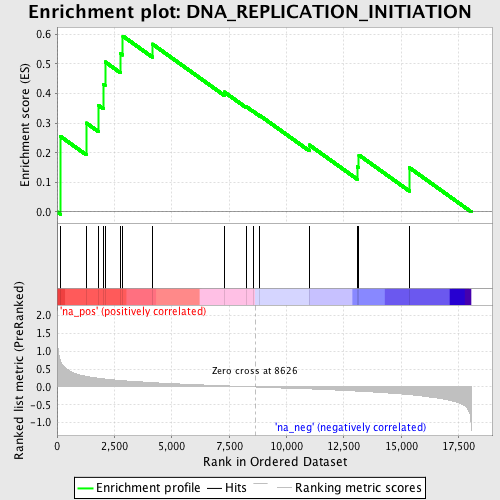 Enrichment plot: DNA_REPLICATION_INITIATION
Enrichment score (ES)
0.6
0.5
0.4
0.3
0.2
0.1
0.0
'na_pos' (positively correlated)
Ranked list metric (PreRanked)
2.0
1.5
1.0
0.5
0.0
-0.5
-1.0
Zero cross at 8626
'na_neg' (negatively correlated)
0 2,500 5,000 7,500 10,000 12,500 15,000 17,500
Rank in Ordered Dataset
Enrichment profile Hits Ranking metric scores